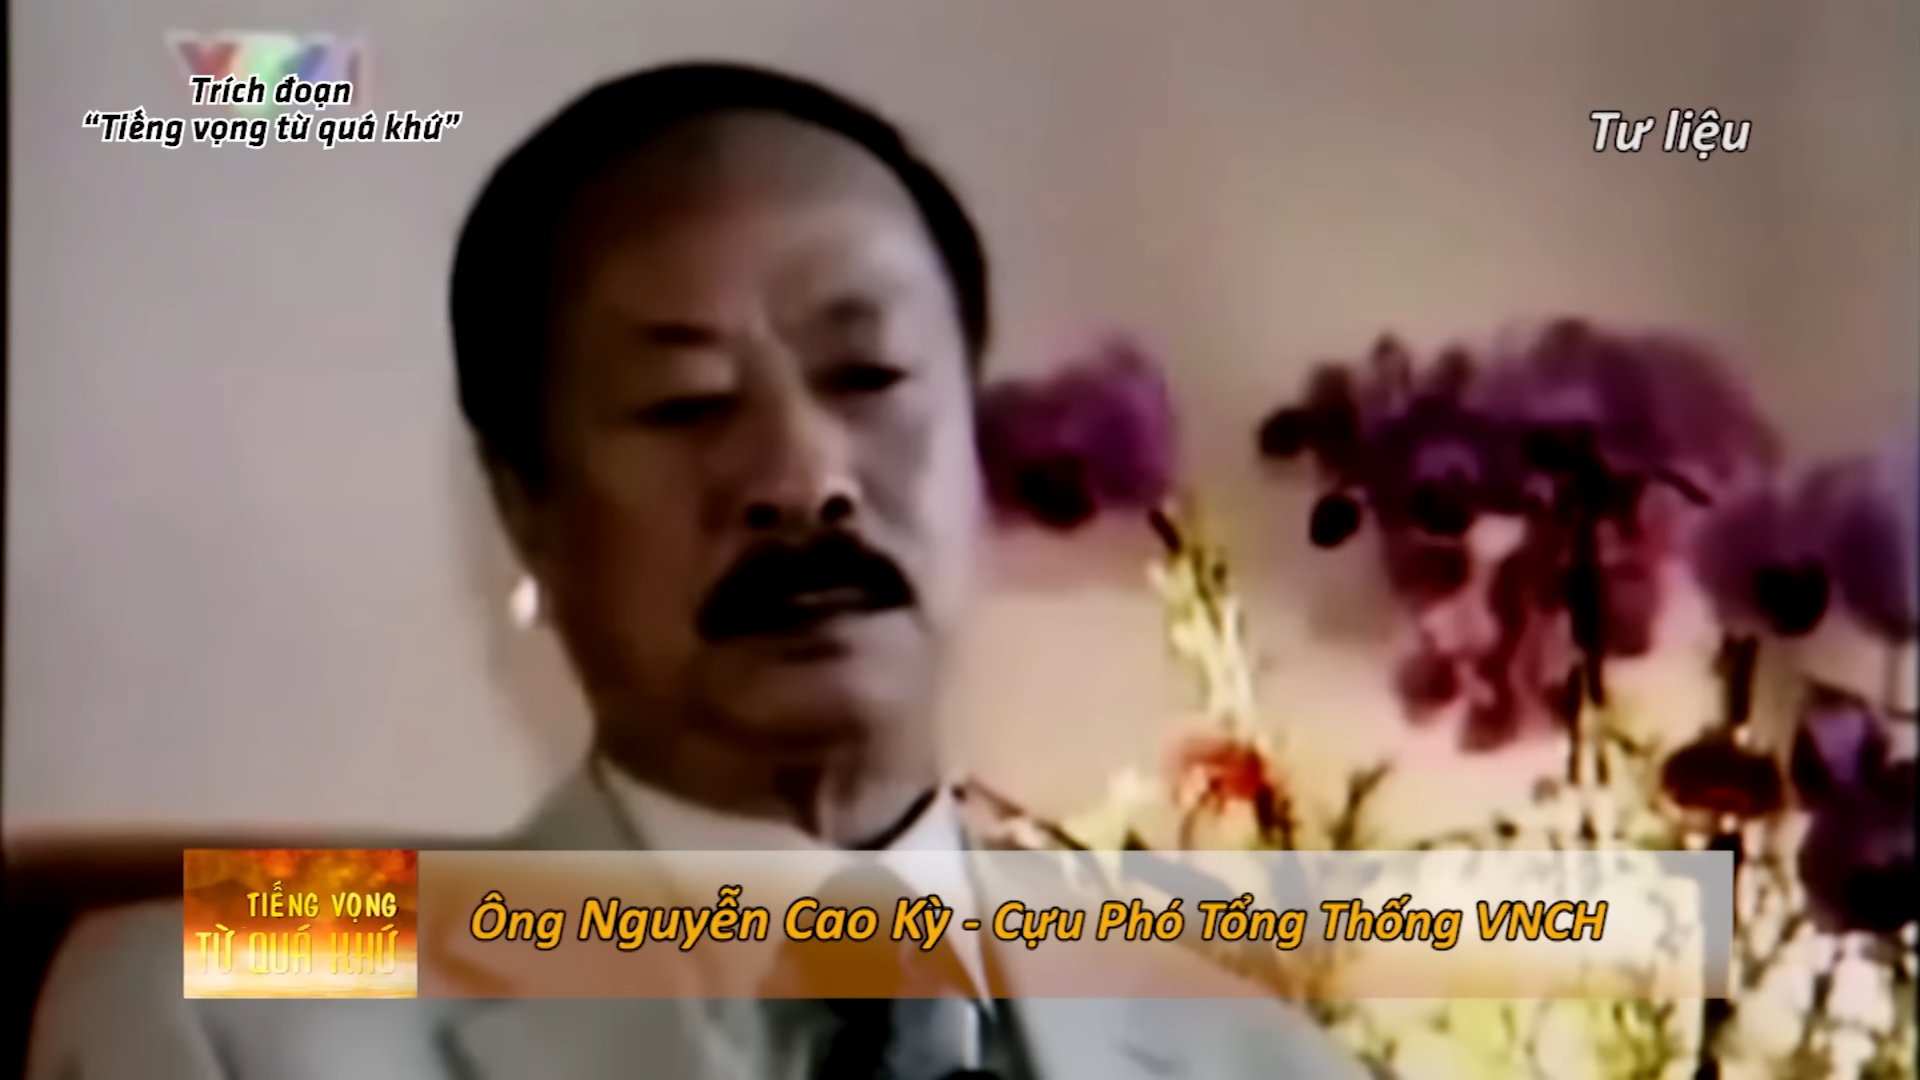 VTV1
Trích đoạn
“Tiếng vọng từ quá khứ”
Tư liệu
TIẾNG VỌNG
TỪ QUÁ KHỨ
Ông Nguyễn Cao Kỳ - Cựu Phó Tổng Thống VNCH